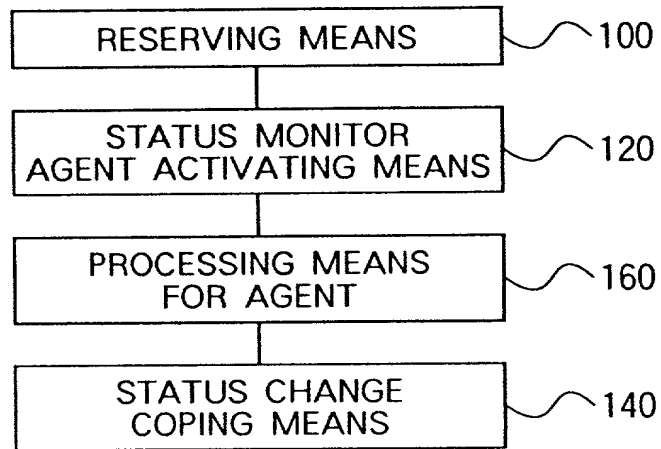 RESERVING MEANS
100
STATUS MONITOR
AGENT ACTIVATING MEANS
120
PROCESSING MEANS
FOR AGENT
160
STATUS CHANGE
COPING MEANS
140